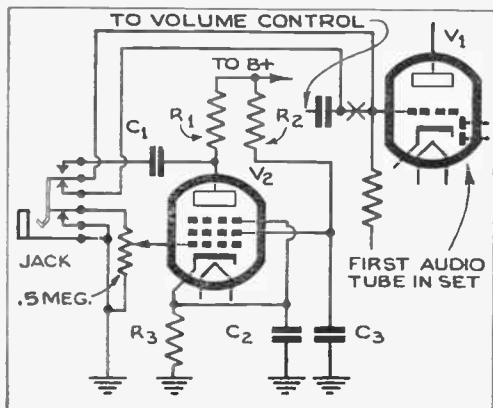 TO VOLUME CONTROL
V1
TO B+
R1
R2
C1
V2
JACK
.5 MEG.
R3
C2
C3
FIRST AUDIO
TUBE IN SET